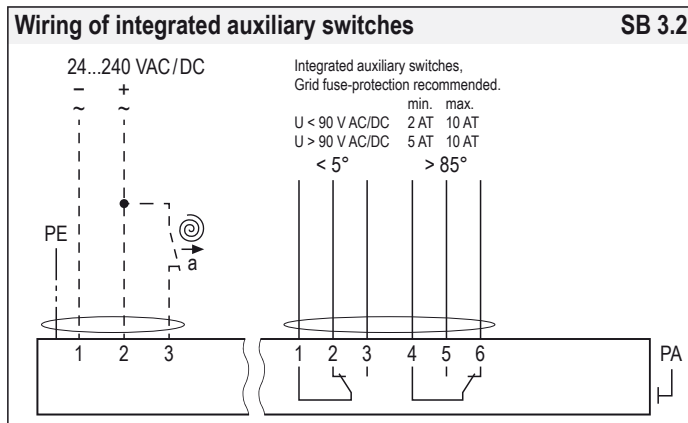 Wiring of integrated auxiliary switches SB 3.2
24...240 VAC/DC
– +
~ ~
Integrated auxiliary switches,
Grid fuse-protection recommended.
min. max.
U < 90 V AC/DC 2 AT 10 AT
U > 90 V AC/DC 5 AT 10 AT
< 5° > 85°
PE
a
1 2 3 1 2 3 4 5 6 PA